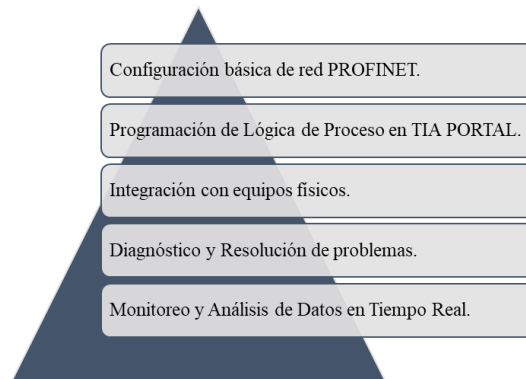 Configuración básica de red PROFINET.
Programación de Lógica de Proceso en TIA PORTAL.
Integración con equipos físicos.
Diagnóstico y Resolución de problemas.
Monitoreo y Análisis de Datos en Tiempo Real.